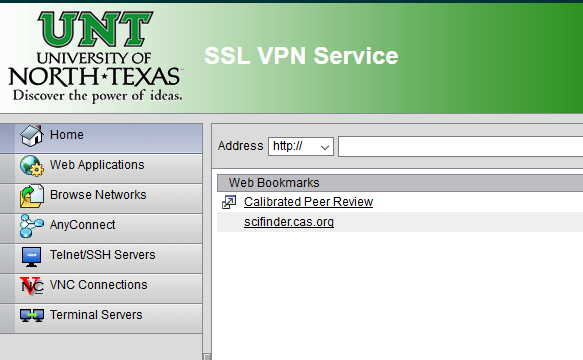 UNT
UNIVERSITY OF
NORTH★TEXAS™
Discover the power of ideas.
SSL VPN Service
Home
Web Applications
Browse Networks
AnyConnect
Telnet/SSH Servers
VNC Connections
Terminal Servers
Address http://
Web Bookmarks
Calibrated Peer Review
scifinder.cas.org